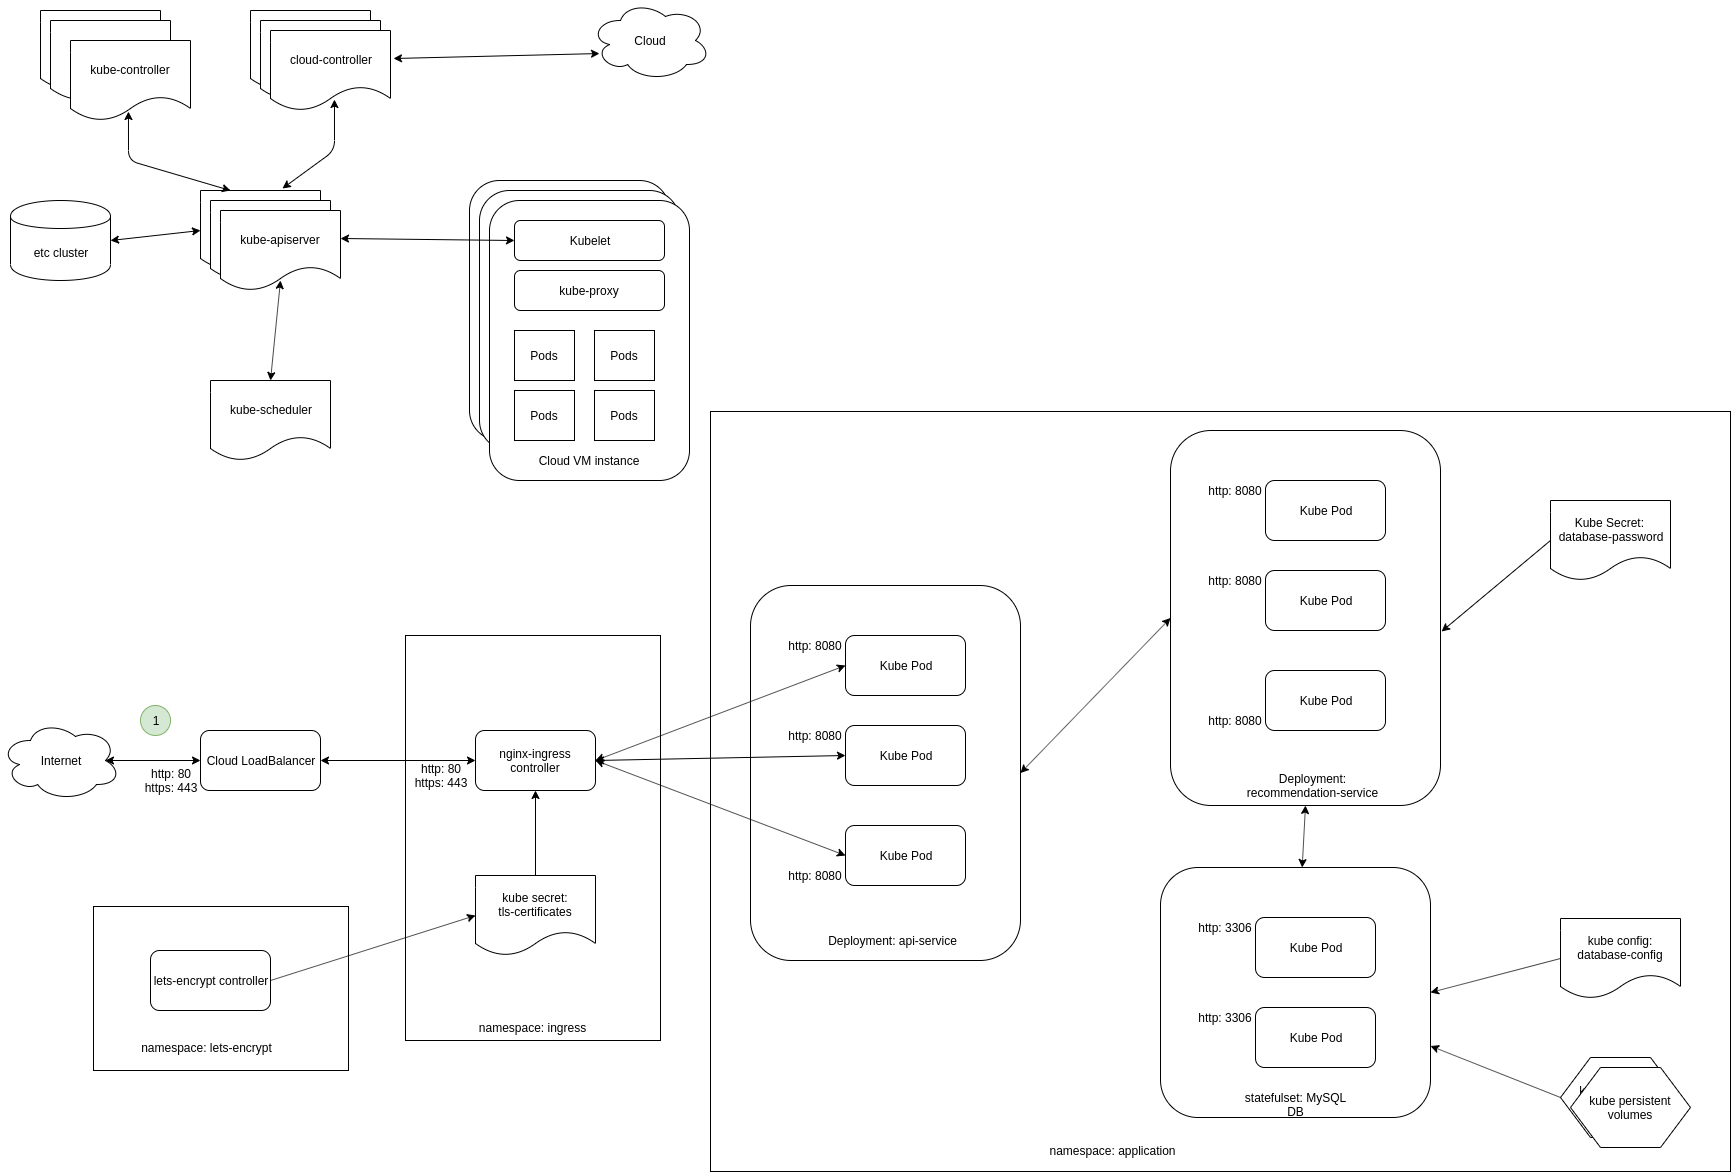 kube-controller
cloud-controller
Cloud
etc cluster
kube-apiserver
Kubelet
kube-proxy
Pods
Pods
Pods
Pods
Cloud VM instance
kube-scheduler
Internet
1
http: 80
https: 443
Cloud LoadBalancer
http: 80
https: 443
nginx-ingress
controller
kube secret:
tls-certificates
namespace: ingress
lets-encrypt controller
namespace: lets-encrypt
http: 8080
Kube Pod
http: 8080
Kube Pod
Kube Pod
http: 8080
Deployment: api-service
http: 8080
Kube Pod
http: 8080
Kube Pod
Kube Pod
http: 8080
Deployment:
recommendation-service
Kube Secret:
database-password
http: 3306
Kube Pod
http: 3306
Kube Pod
statefulset: MySQL
DB
kube config:
database-config
kube persistent
volumes
namespace: application